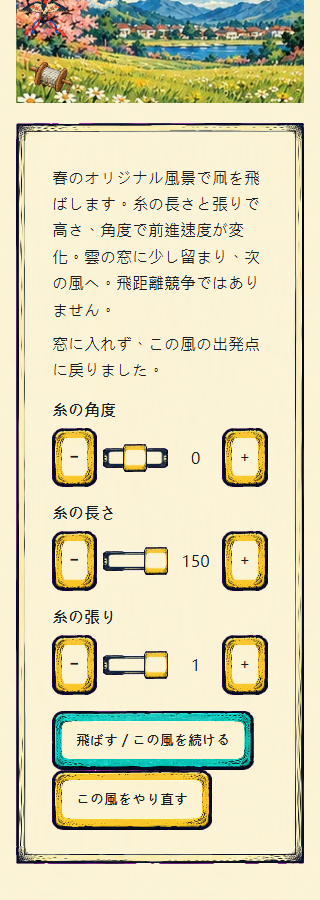 春のオリジナル風景で凧を飛
ばします。糸の長さと張りで
高さ、角度で前進速度が変
化。雲の窓に少し留まり、次
の風へ。飛距離競争ではあり
ません。
窓に入れず、この風の出発点
に戻りました。
糸の角度
- 0 +
糸の長さ
- 150 +
糸の張り
- 1 +
飛ばす / この風を続ける
この風をやり直す